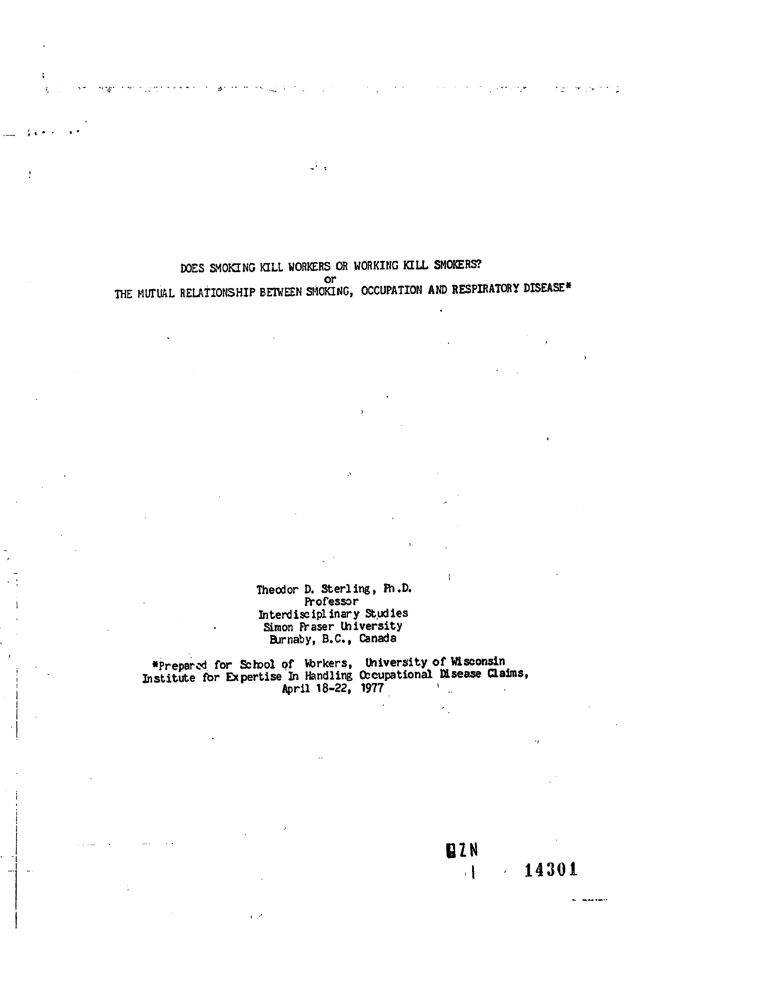 DOES SMOKING KILL WORKERS OR WORKING KILL SMOKERS?
or
THE MUTUAL RELATIONSHIP BETWEEN SMOKING, OCCUPATION AND RESPIRATORY DISEASE*
Theodor D. Sterling, Ph.D.
Professor
Interdisciplinary Studies
Simon Fraser University
Burnaby, B.C., Canada
*Prepared for School of Workers, University of Wisconsin
Institute for Expertise In Handling Occupational Disease Claims,
April 18-22, 1977
ZN
14301